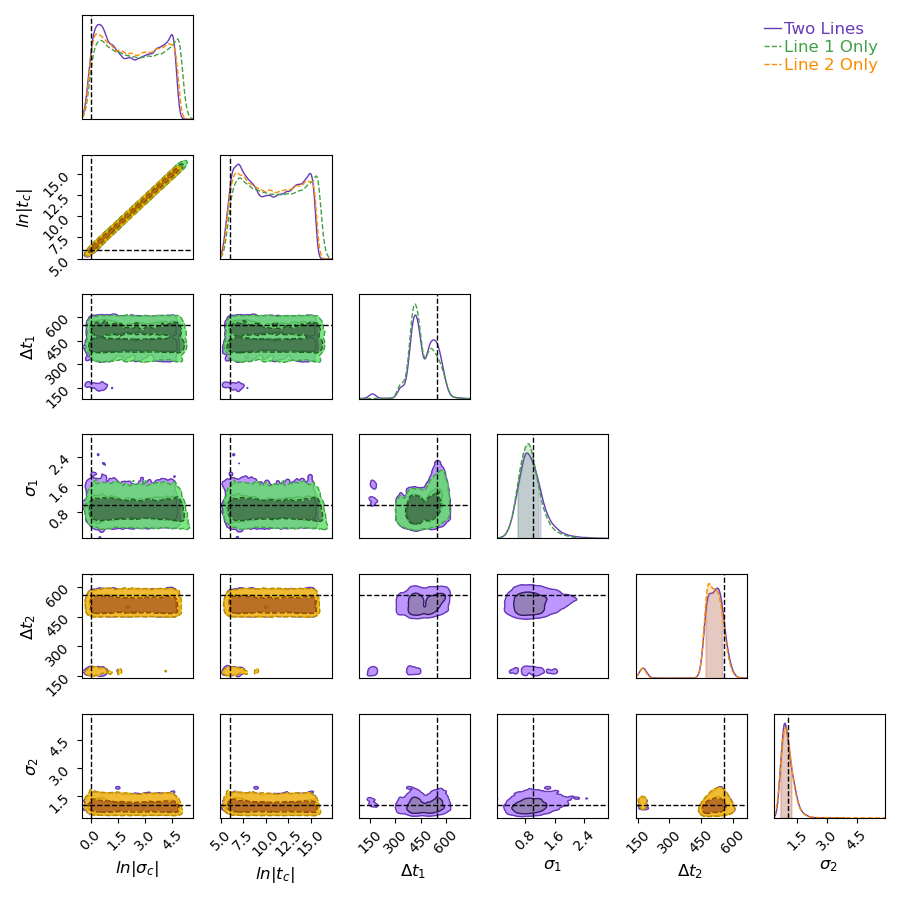 Two Lines
Line 1 Only
Line 2 Only
ln|t_c|
15.0
12.5
10.0
7.5
5.0
Δt₁
600
450
300
150
σ₁
2.4
1.6
0.8
Δt₂
600
450
300
150
σ₂
4.5
3.0
1.5
0.0 1.5 3.0 4.5
5.0 7.5 10.0 12.5 15.0
150 300 450 600
0.8 1.6 2.4
150 300 450 600
1.5 3.0 4.5
ln|σ_c| ln|t_c| Δt₁ σ₁ Δt₂ σ₂